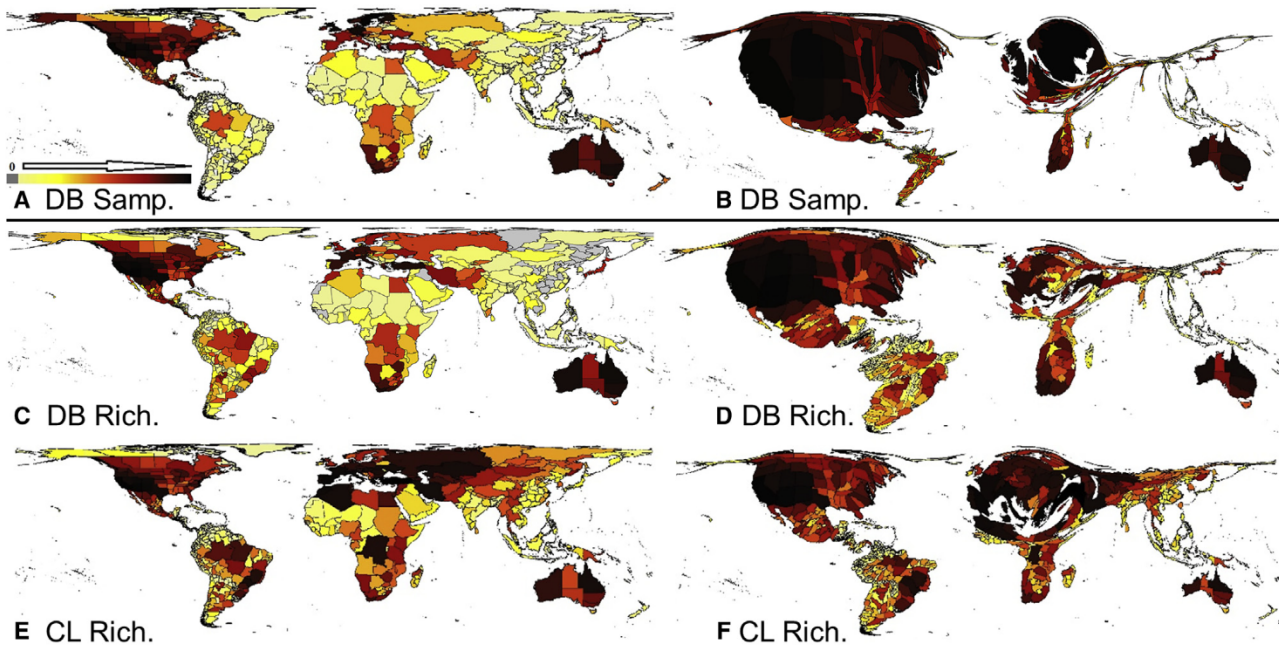 0
A DB Samp.
B DB Samp.
C DB Rich.
D DB Rich.
E CL Rich.
F CL Rich.